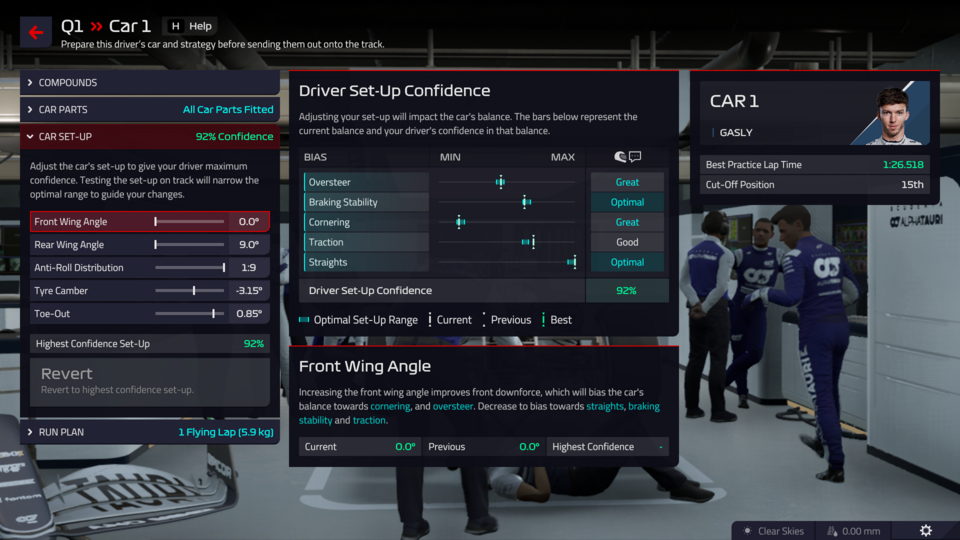 Q1 » Car 1 H Help
Prepare this driver's car and strategy before sending them out onto the track.
COMPOUNDS
CAR PARTS All Car Parts Fitted
CAR SET-UP 92% Confidence
Adjust the car's set-up to give your driver maximum
confidence. Testing the set-up on track will narrow the
optimal range to guide your changes.
Front Wing Angle 0.0°
Rear Wing Angle 9.0°
Anti-Roll Distribution 1:9
Tyre Camber -3.15°
Toe-Out 0.85°
Highest Confidence Set-Up 92%
Revert
Revert to highest confidence set-up.
RUN PLAN 1 Flying Lap (5.9 kg)
Driver Set-Up Confidence
Adjusting your set-up will impact the car's balance. The bars below represent the
current balance and your driver's confidence in that balance.
BIAS MIN MAX
Oversteer Great
Braking Stability Optimal
Cornering Great
Traction Good
Straights Optimal
Driver Set-Up Confidence 92%
Optimal Set-Up Range Current Previous Best
Front Wing Angle
Increasing the front wing angle improves front downforce, which will bias the car's
balance towards cornering, and oversteer. Decrease to bias towards straights, braking
stability and traction.
Current 0.0° Previous 0.0° Highest Confidence -
CAR 1
GASLY
Best Practice Lap Time 1:26.518
Cut-Off Position 15th
ALPHATAURI
Clear Skies 0.00 mm